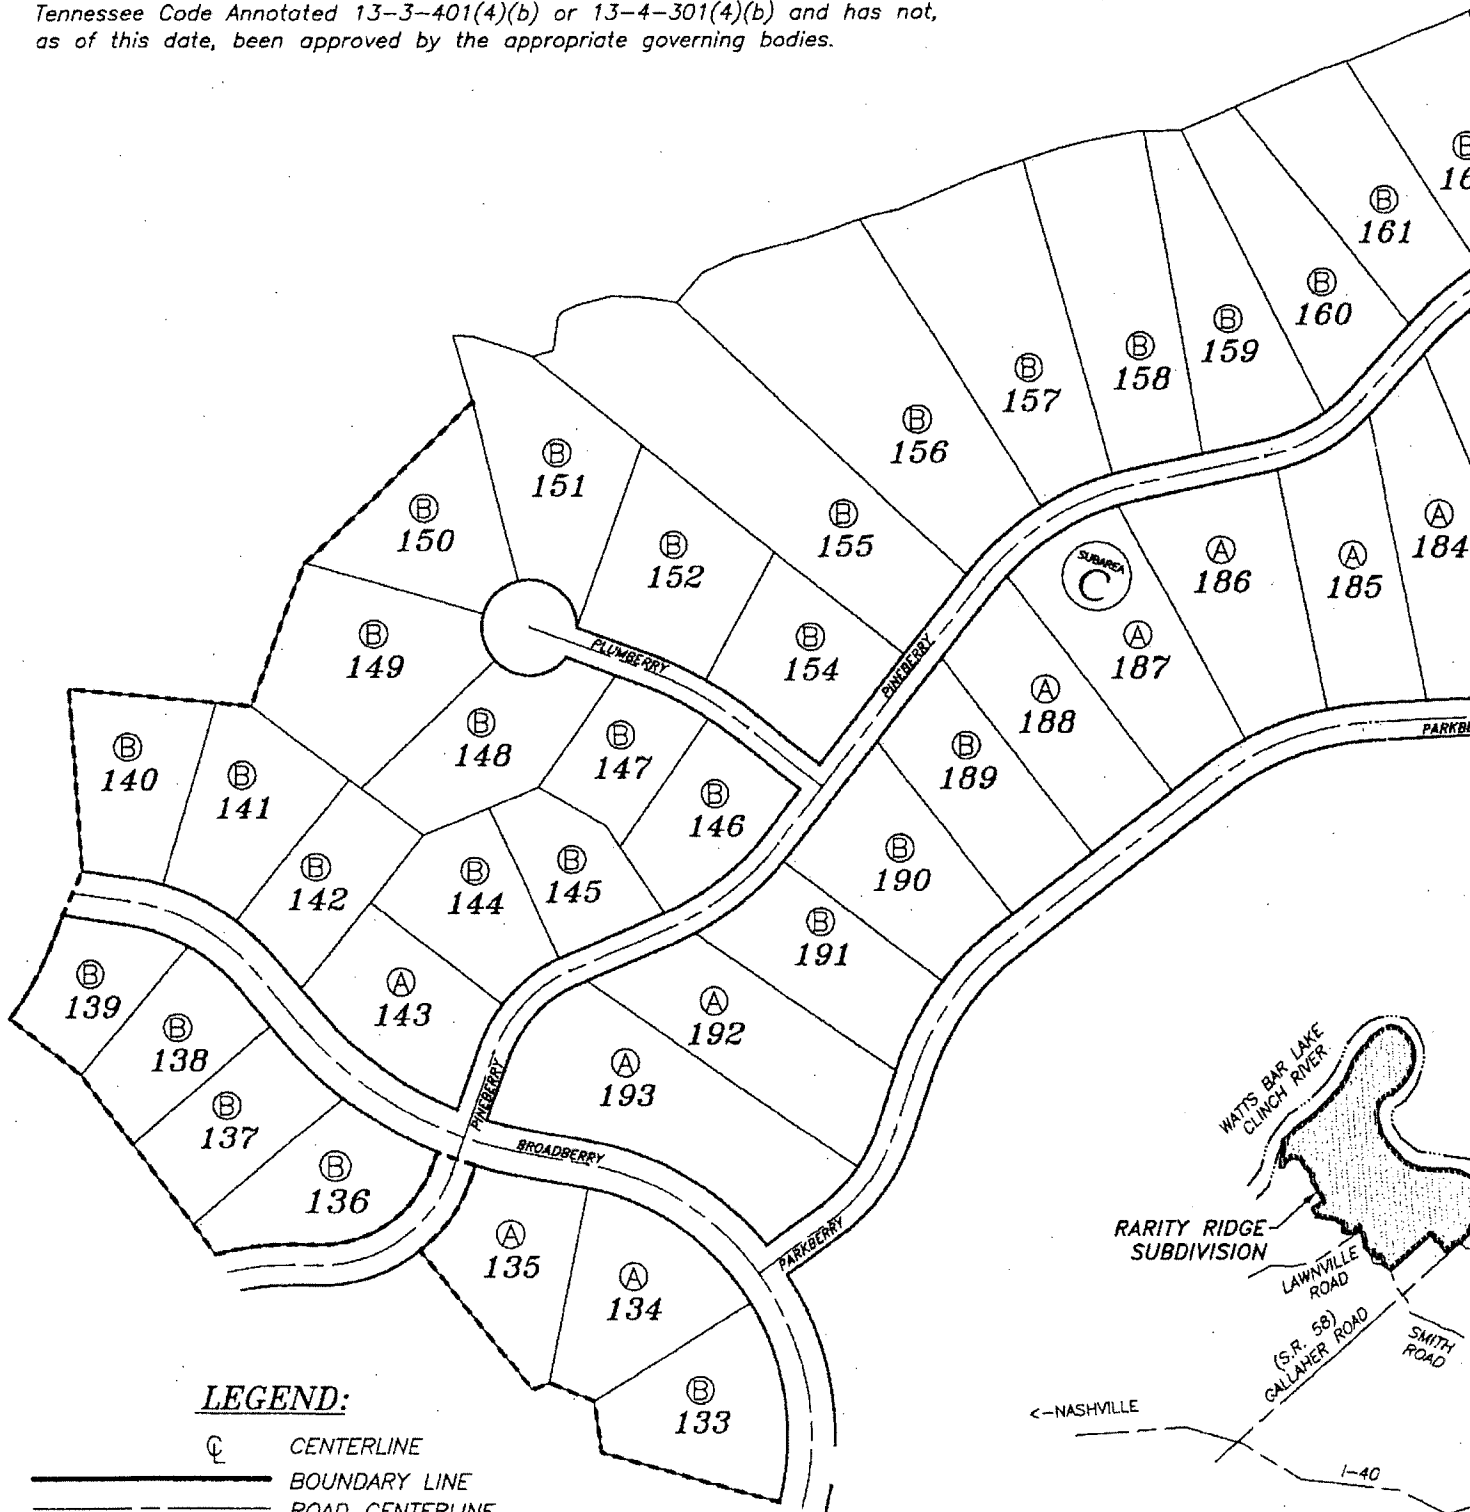 Tennessee Code Annotated 13-3-401(4)(b) or 13-4-301(4)(b) and has not,
as of this date, been approved by the appropriate governing bodies.
B
B
161
B
160
B
159
B
158
B
157
B
156
B
155
B
151
B
150
B
152
B
154
B
149
B
148
B
147
B
146
PLUMBERRY
PINEBERRY
SUBAREA
C
A
184
A
185
A
186
A
187
A
188
B
189
B
190
B
191
A
192
A
193
B
140
B
141
B
142
A
143
B
144
B
145
B
139
B
138
B
137
B
136
PINEBERRY
BROADBERRY
PARKBERRY
A
135
A
134
B
133
WATTS BAR LAKE
CLINCH RIVER
RARITY RIDGE
SUBDIVISION
LAWNVILLE
ROAD
(S.R. 58)
GALLAHER ROAD
SMITH
ROAD
<-NASHVILLE
I-40
LEGEND:
CL CENTERLINE
BOUNDARY LINE
ROAD CENTERLINE